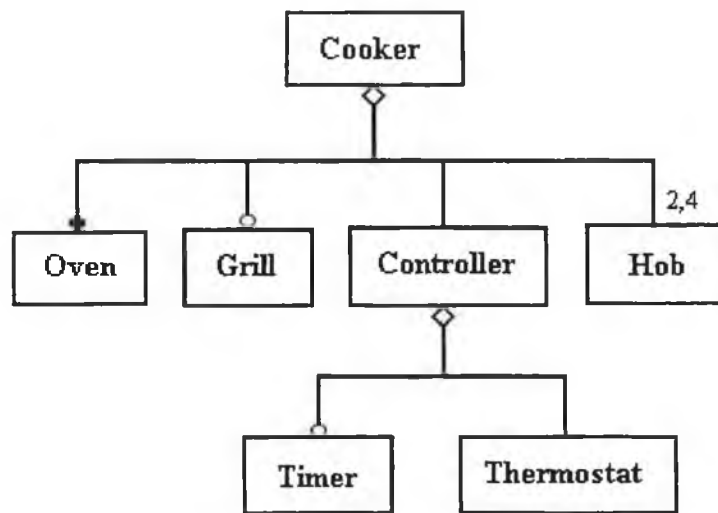 Cooker
2,4
Oven
Grill
Controller
Hob
Timer
Thermostat